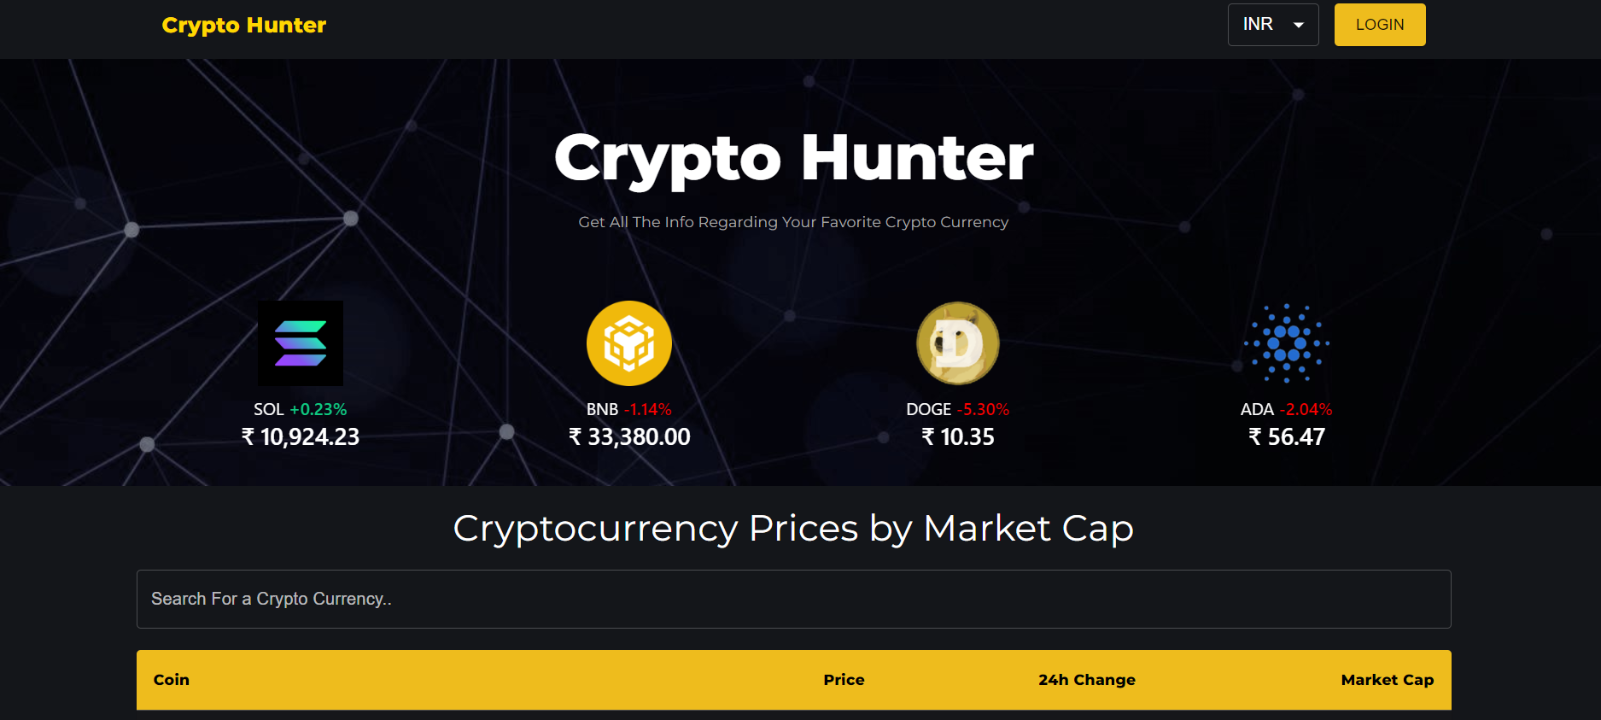 Crypto Hunter
INR
LOGIN
Crypto Hunter
Get All The Info Regarding Your Favorite Crypto Currency
SOL +0.23%
₹ 10,924.23
BNB -1.14%
₹ 33,380.00
DOGE -5.30%
₹ 10.35
ADA -2.04%
₹ 56.47
Cryptocurrency Prices by Market Cap
Search For a Crypto Currency..
Coin Price 24h Change Market Cap